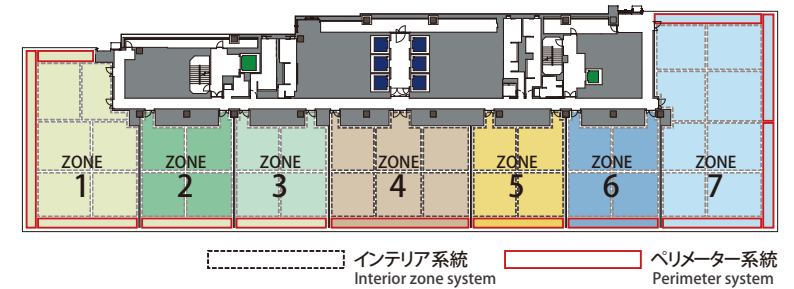 ZONE
1
ZONE
2
ZONE
3
ZONE
4
ZONE
5
ZONE
6
ZONE
7
インテリア系統
Interior zone system
ペリメーター系統
Perimeter system